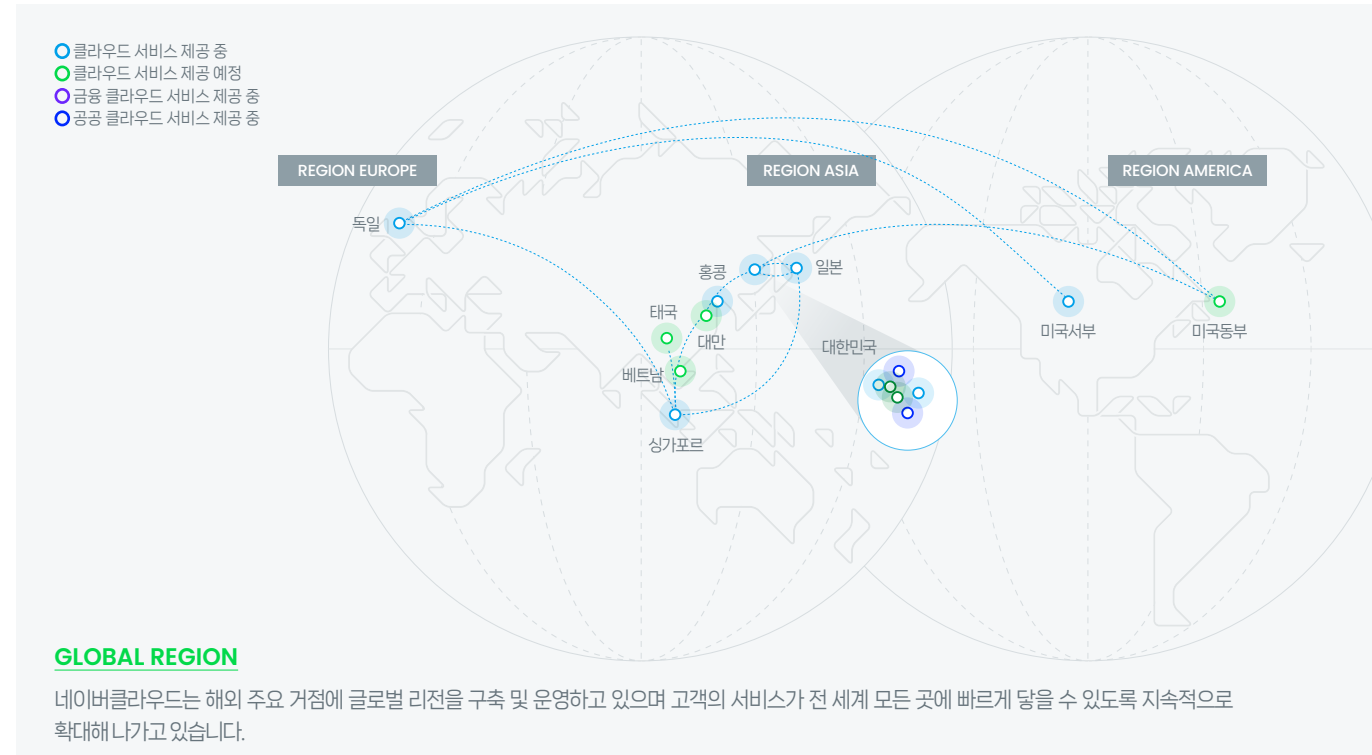 클라우드 서비스 제공 중
클라우드 서비스 제공 예정
금융 클라우드 서비스 제공 중
공공 클라우드 서비스 제공 중
REGION EUROPE
REGION ASIA
REGION AMERICA
독일
홍콩
일본
태국
대만
베트남
싱가포르
대한민국
미국서부
미국동부
GLOBAL REGION
네이버클라우드는 해외 주요 거점에 글로벌 리전을 구축 및 운영하고 있으며 고객의 서비스가 전 세계 모든 곳에 빠르게 닿을 수 있도록 지속적으로
확대해 나가고 있습니다.